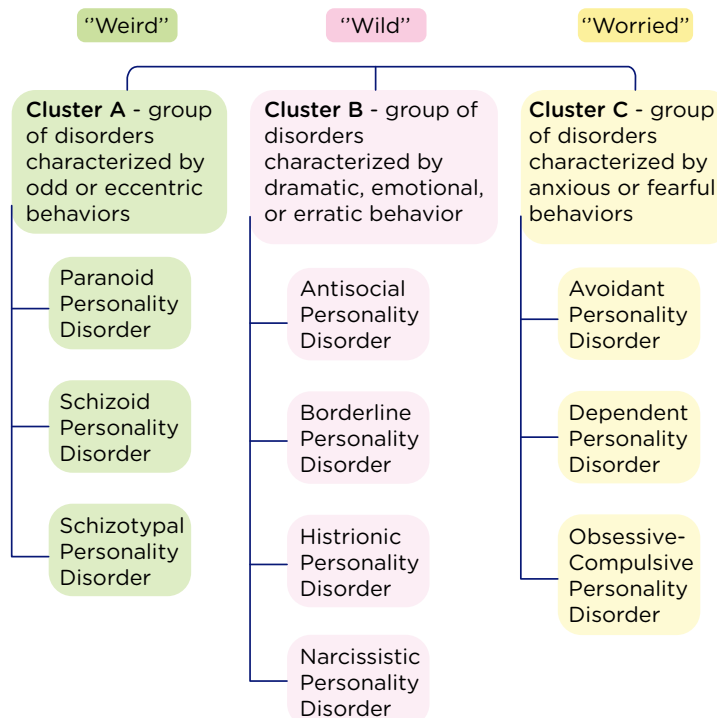 ‘’Weird’’
‘’Wild’’
‘’Worried’’
Cluster A - group
of disorders
characterized by
odd or eccentric
behaviors
Paranoid
Personality
Disorder
Schizoid
Personality
Disorder
Schizotypal
Personality
Disorder
Cluster B - group of
disorders
characterized by
dramatic, emotional,
or erratic behavior
Antisocial
Personality
Disorder
Borderline
Personality
Disorder
Histrionic
Personality
Disorder
Narcissistic
Personality
Disorder
Cluster C - group
of disorders
characterized by
anxious or fearful
behaviors
Avoidant
Personality
Disorder
Dependent
Personality
Disorder
Obsessive-
Compulsive
Personality
Disorder